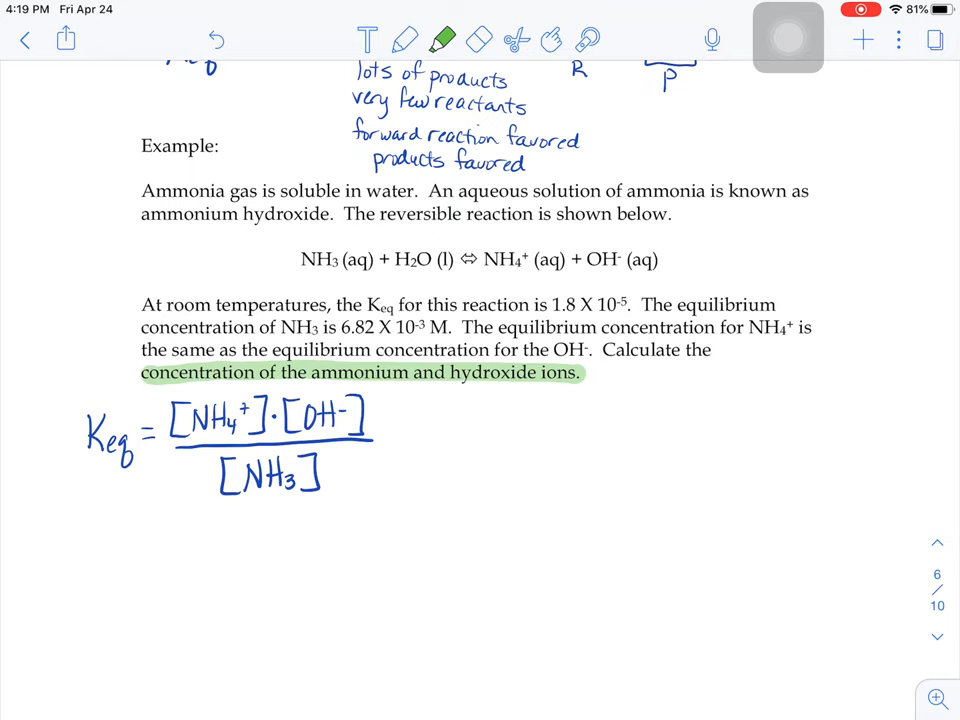 4:19 PM Fri Apr 24
81%
T
Keq
lots of products
R
P
very few reactants
forward reaction favored
products favored
Example:
Ammonia gas is soluble in water. An aqueous solution of ammonia is known as
ammonium hydroxide. The reversible reaction is shown below.
NH₃ (aq) + H₂O (l) ⇔ NH₄⁺ (aq) + OH⁻ (aq)
At room temperatures, the Keq for this reaction is 1.8 X 10⁻⁵. The equilibrium
concentration of NH₃ is 6.82 X 10⁻³ M. The equilibrium concentration for NH₄⁺ is
the same as the equilibrium concentration for the OH⁻. Calculate the
concentration of the ammonium and hydroxide ions.
Keq = [NH₄⁺]·[OH⁻]
[NH₃]
6
/
10